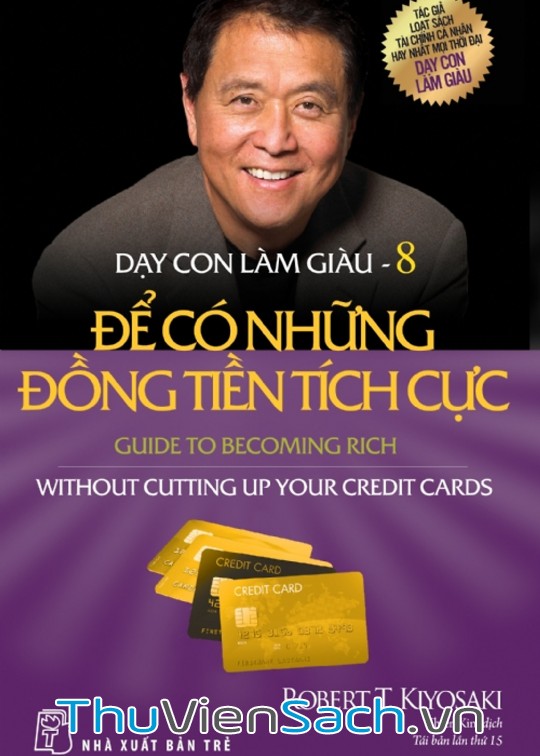 TÁC GIẢ
LOẠT SÁCH
TÀI CHÍNH CÁ NHÂN
HAY NHẤT MỌI THỜI ĐẠI
DẠY CON
LÀM GIÀU
DẠY CON LÀM GIÀU - 8
ĐỂ CÓ NHỮNG
ĐỒNG TIỀN TÍCH CỰC
GUIDE TO BECOMING RICH
WITHOUT CUTTING UP YOUR CREDIT CARDS
CREDIT CARD
CREDIT CARD
ROBERT T. KIYOSAKI
dịch
ThuVienSach.vn
Tái bản lần thứ 15
NHÀ XUẤT BẢN TRẺ